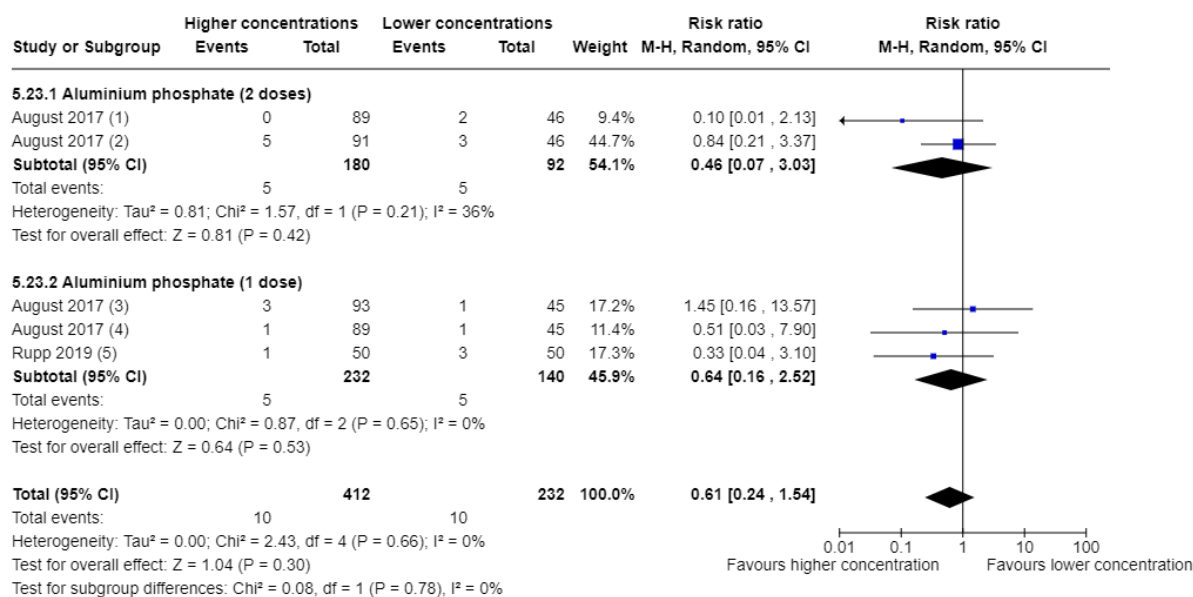 Higher concentrations Lower concentrations Risk ratio Risk ratio
Study or Subgroup Events Total Events Total Weight M-H, Random, 95% CI M-H, Random, 95% CI
5.23.1 Aluminium phosphate (2 doses)
August 2017 (1) 0 89 2 46 9.4% 0.10 [0.01 , 2.13]
August 2017 (2) 5 91 3 46 44.7% 0.84 [0.21 , 3.37]
Subtotal (95% CI) 180 92 54.1% 0.46 [0.07 , 3.03]
Total events: 5 5
Heterogeneity: Tau² = 0.81; Chi² = 1.57, df = 1 (P = 0.21); I² = 36%
Test for overall effect: Z = 0.81 (P = 0.42)
5.23.2 Aluminium phosphate (1 dose)
August 2017 (3) 3 93 1 45 17.2% 1.45 [0.16 , 13.57]
August 2017 (4) 1 89 1 45 11.4% 0.51 [0.03 , 7.90]
Rupp 2019 (5) 1 50 3 50 17.3% 0.33 [0.04 , 3.10]
Subtotal (95% CI) 232 140 45.9% 0.64 [0.16 , 2.52]
Total events: 5 5
Heterogeneity: Tau² = 0.00; Chi² = 0.87, df = 2 (P = 0.65); I² = 0%
Test for overall effect: Z = 0.64 (P = 0.53)
Total (95% CI) 412 232 100.0% 0.61 [0.24 , 1.54]
Total events: 10 10
Heterogeneity: Tau² = 0.00; Chi² = 2.43, df = 4 (P = 0.66); I² = 0%
Test for overall effect: Z = 1.04 (P = 0.30)
Test for subgroup differences: Chi² = 0.08, df = 1 (P = 0.78), I² = 0%
0.01 0.1 1 10 100
Favours higher concentration Favours lower concentration